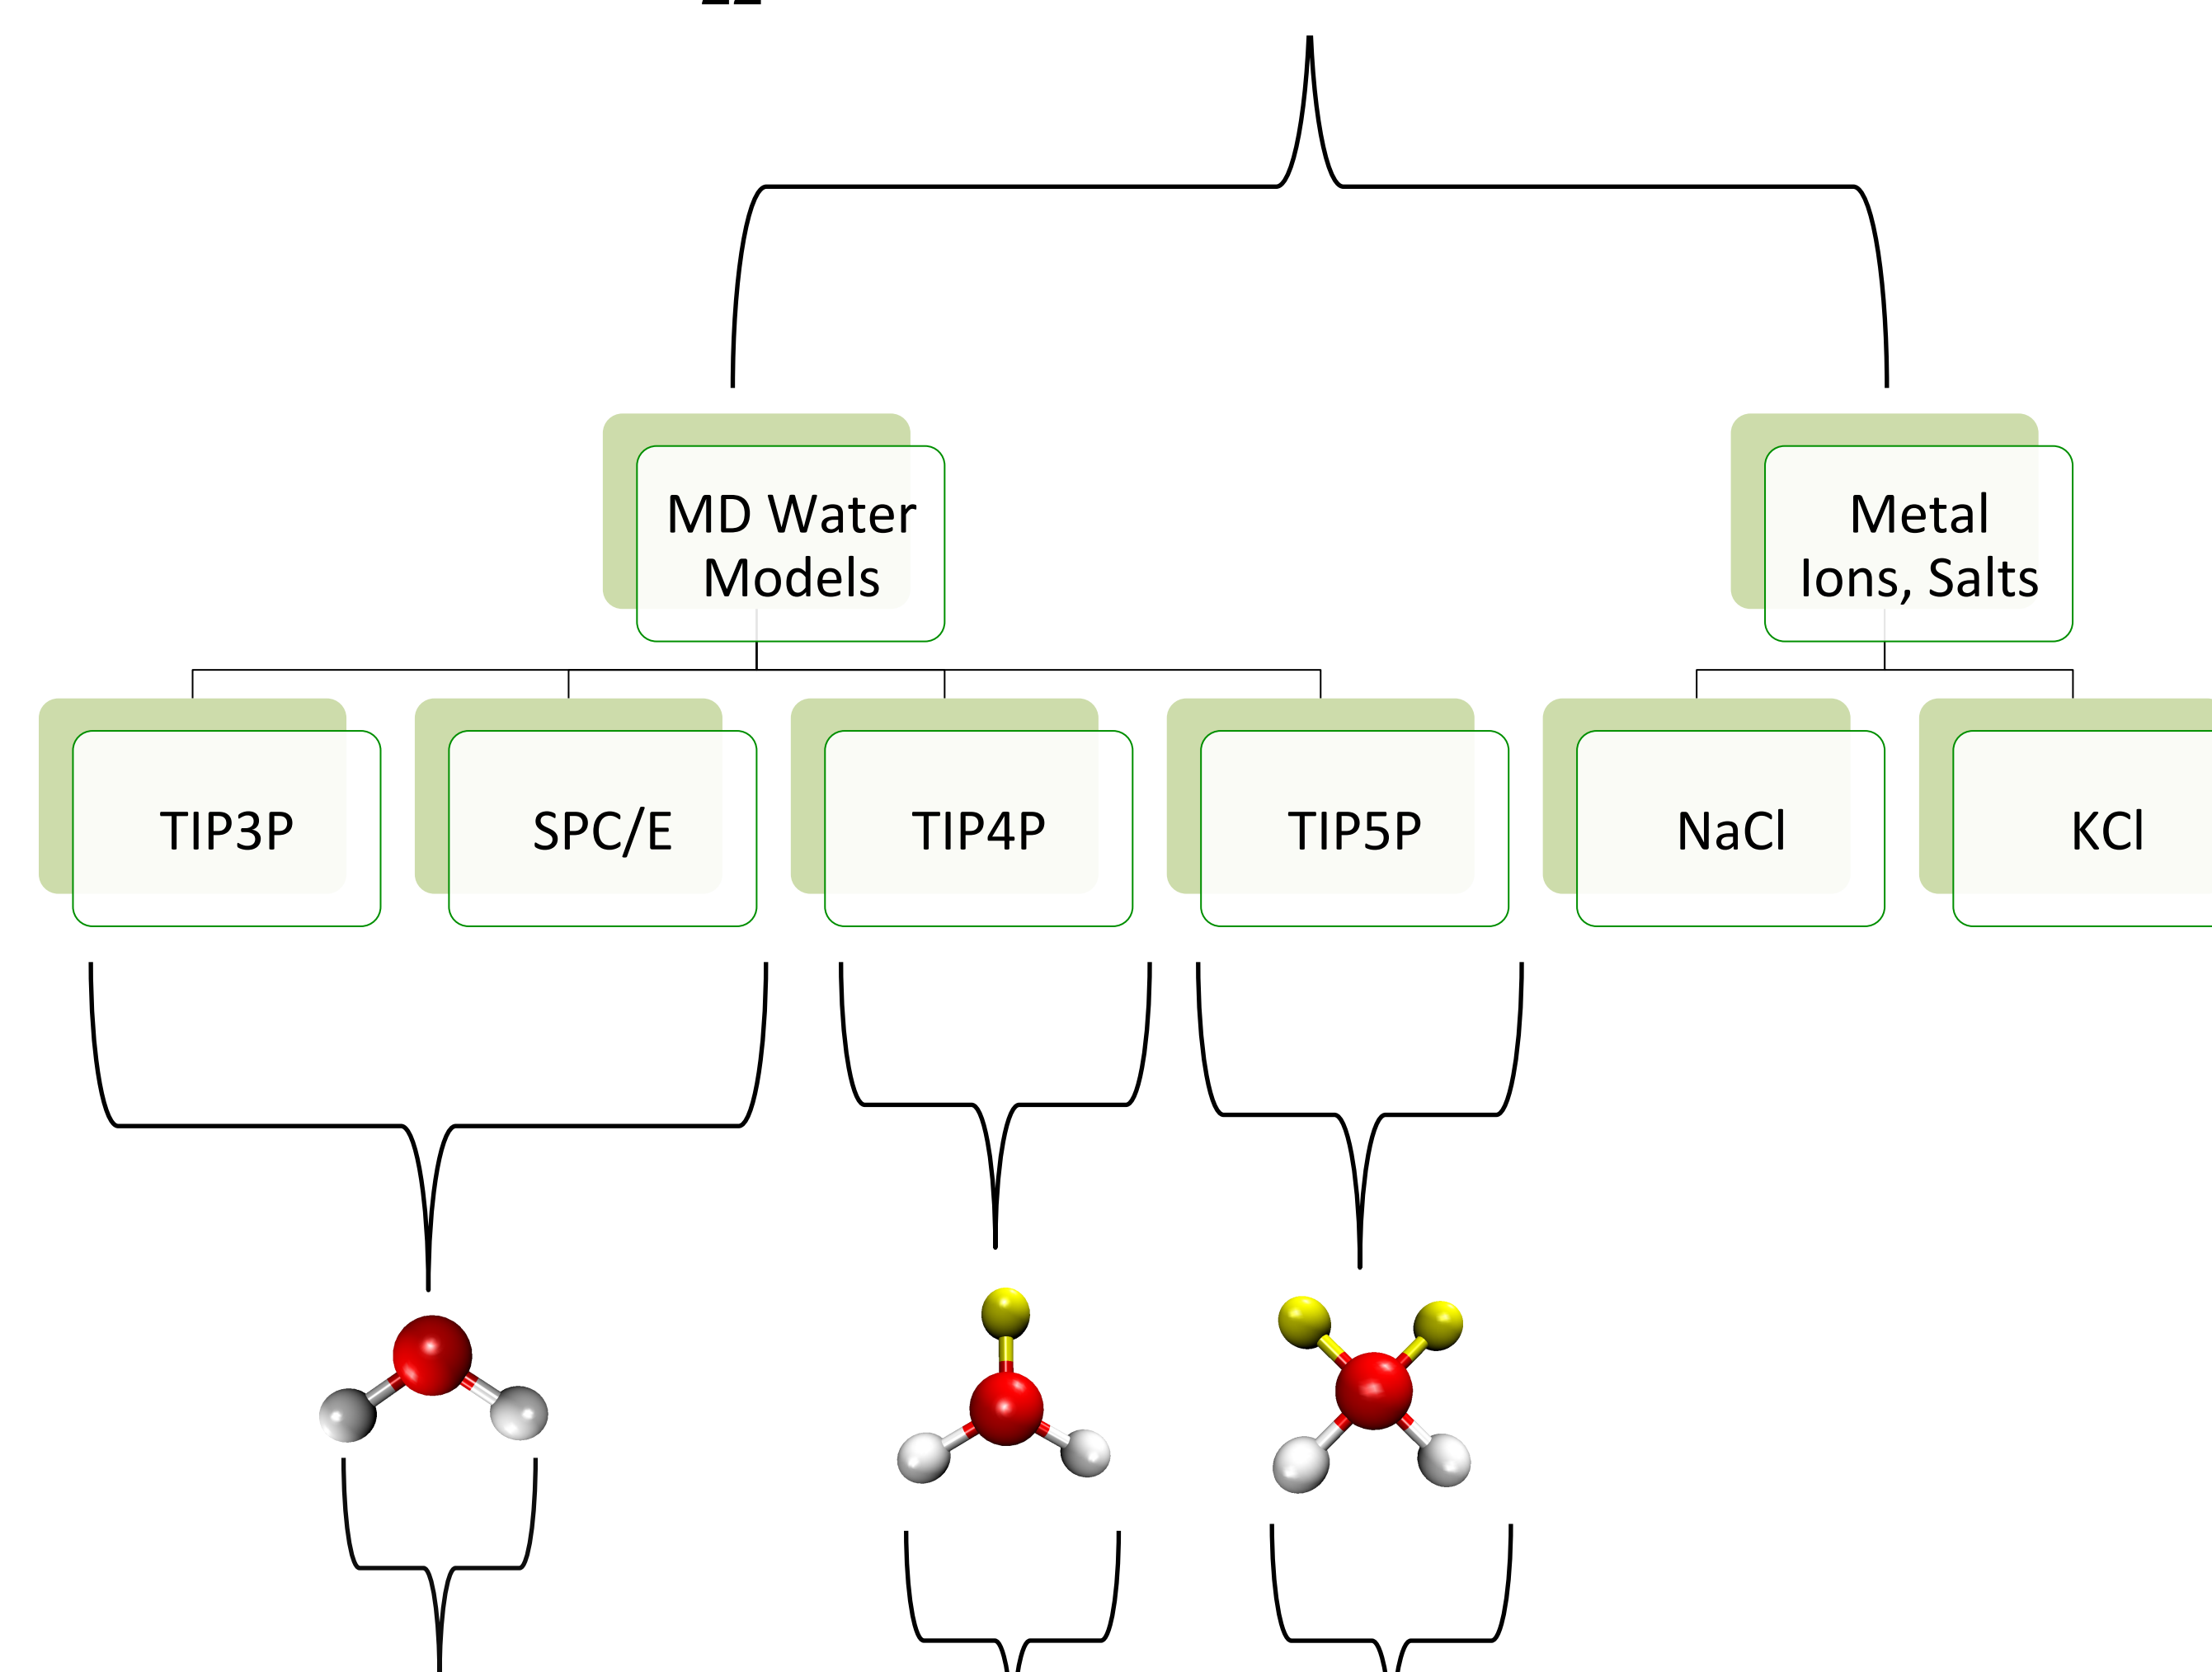 MD Water
Models
Metal
Ions, Salts
TIP3P
SPC/E
TIP4P
TIP5P
NaCl
KCl